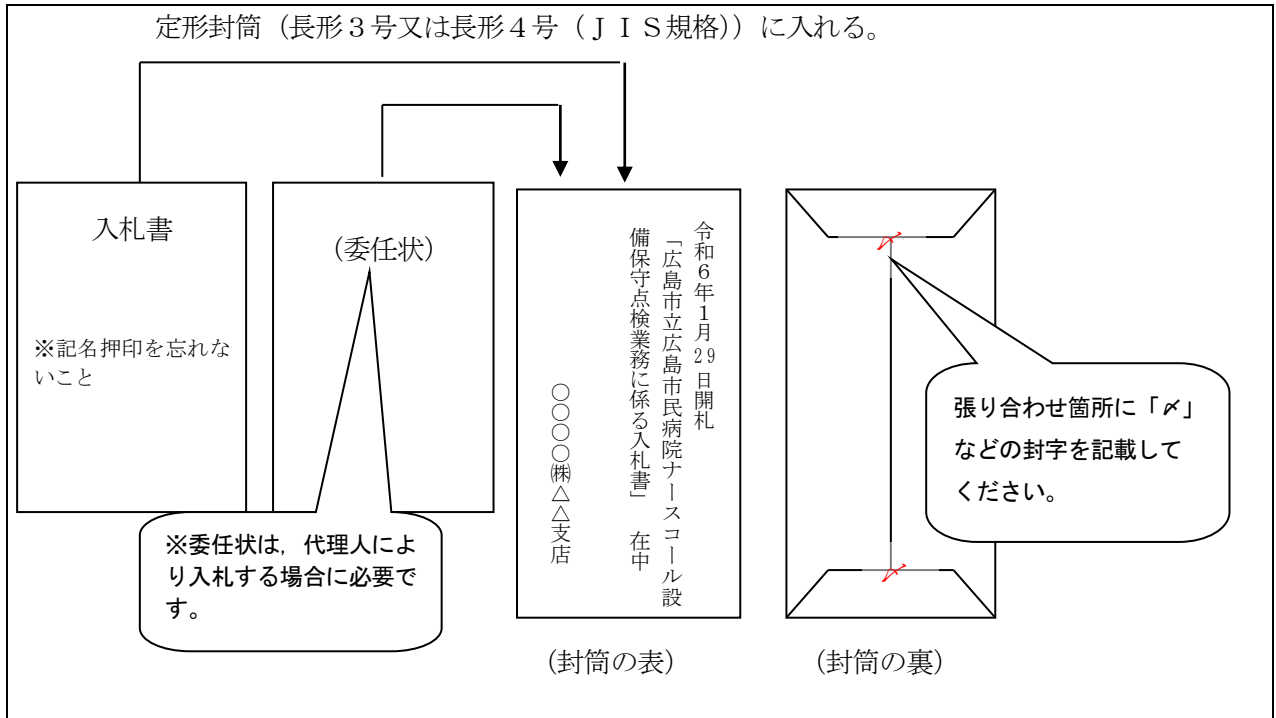 定形封筒（長形３号又は長形４号（ＪＩＳ規格））に入れる。
入札書
※記名押印を忘れな
いこと
（委任状）
※委任状は，代理人によ
り入札する場合に必要で
す。
令和６年１月29日開札
「広島市立広島市民病院ナースコール設
備保守点検業務に係る入札書」　在中
○○○○○㈱△△支店
（封筒の表）
〆
〆
張り合わせ箇所に「〆」
などの封字を記載して
ください。
（封筒の裏）